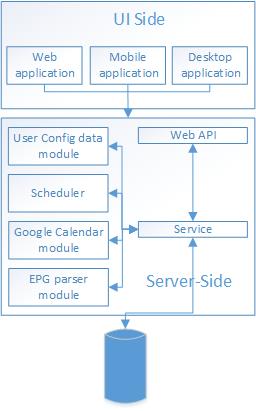 UI Side
Web
application
Mobile
application
Desktop
application
User Config data
module
Web API
Scheduler
Google Calendar
module
Service
EPG parser
module
Server-Side